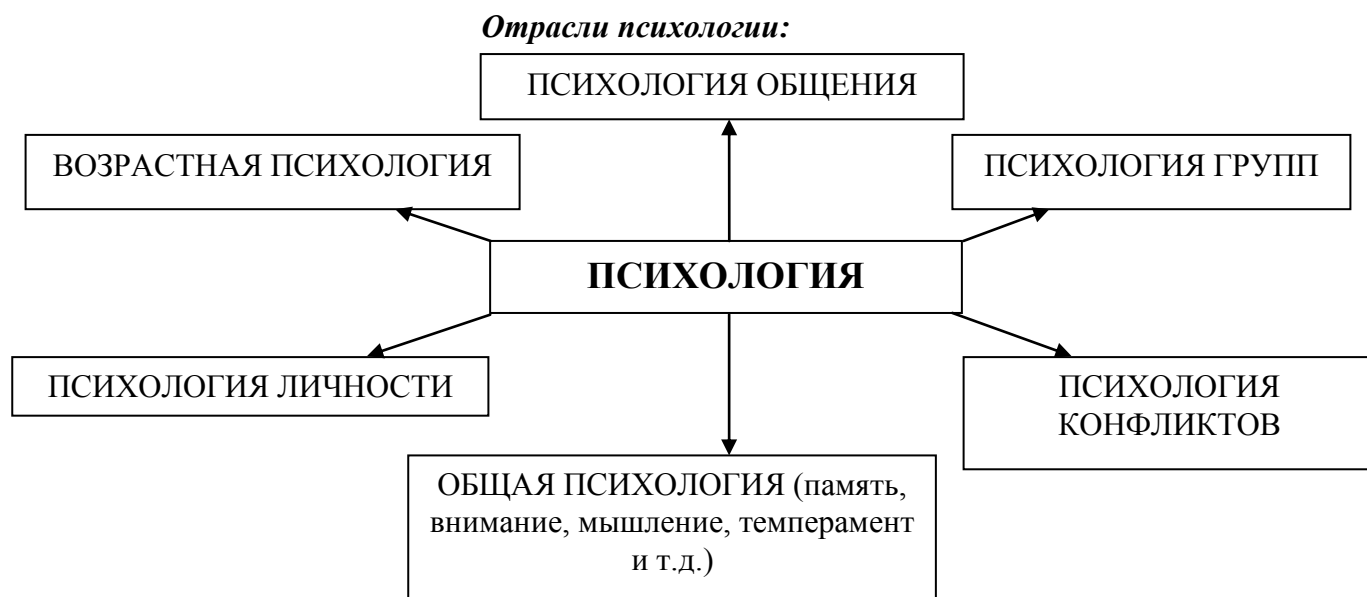 Отрасли психологии:
ПСИХОЛОГИЯ ОБЩЕНИЯ
ВОЗРАСТНАЯ ПСИХОЛОГИЯ
ПСИХОЛОГИЯ ГРУПП
ПСИХОЛОГИЯ
ПСИХОЛОГИЯ ЛИЧНОСТИ
ПСИХОЛОГИЯ
КОНФЛИКТОВ
ОБЩАЯ ПСИХОЛОГИЯ (память,
внимание, мышление, темперамент
и т.д.)